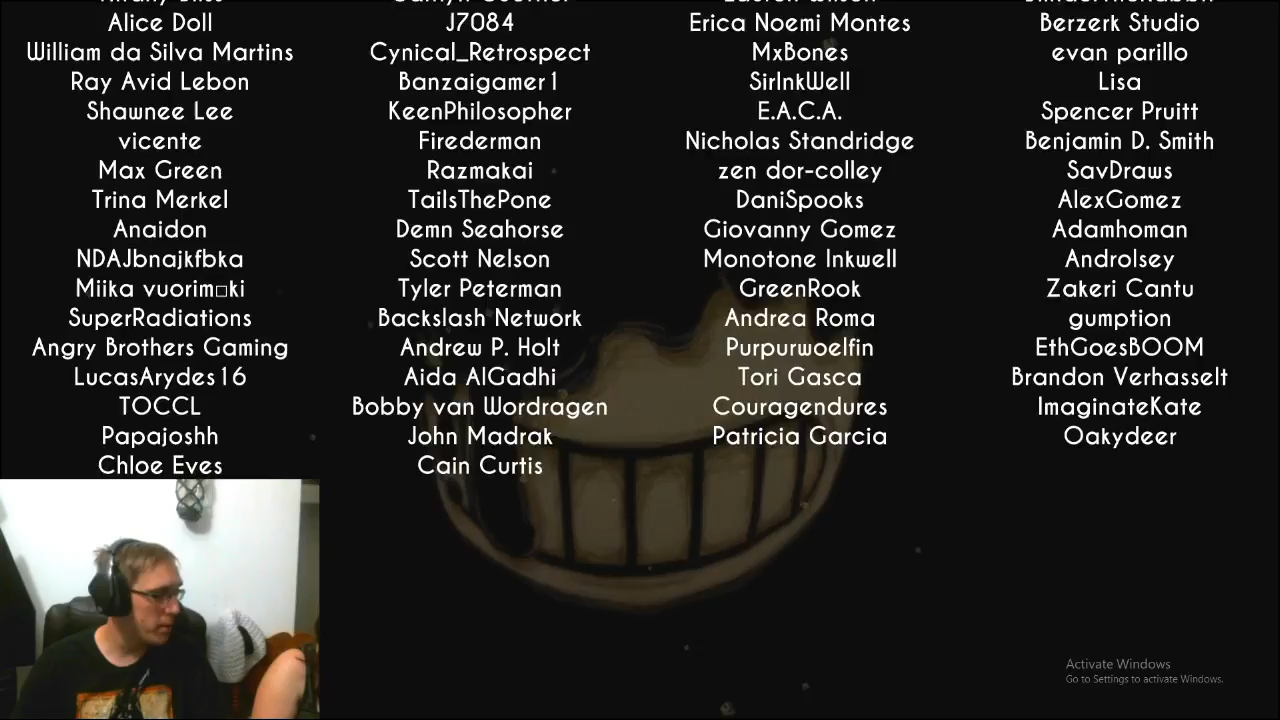 Alice Doll
William da Silva Martins
Ray Avid Lebon
Shawnee Lee
vicente
Max Green
Trina Merkel
Anaidon
NDAJbnajkfbka
Miika vuorim□ki
SuperRadiations
Angry Brothers Gaming
LucasArydes16
TOCCL
Papajoshh
Chloe Eves
J7084
Cynical_Retrospect
Banzaigamer1
KeenPhilosopher
Firederman
Razmakai
TailsThePone
Demn Seahorse
Scott Nelson
Tyler Peterman
Backslash Network
Andrew P. Holt
Aida AlGadhi
Bobby van Wordragen
John Madrak
Cain Curtis
Erica Noemi Montes
MxBones
SirInkWell
E.A.C.A.
Nicholas Standridge
zen dor-colley
DaniSpooks
Giovanny Gomez
Monotone Inkwell
GreenRook
Andrea Roma
Purpurwoelfin
Tori Gasca
Couragendures
Patricia Garcia
Berzerk Studio
evan parillo
Lisa
Spencer Pruitt
Benjamin D. Smith
SavDraws
AlexGomez
Adamhoman
Androlsey
Zakeri Cantu
gumption
EthGoesBOOM
Brandon Verhasselt
ImaginateKate
Oakydeer
Activate Windows
Go to Settings to activate Windows.